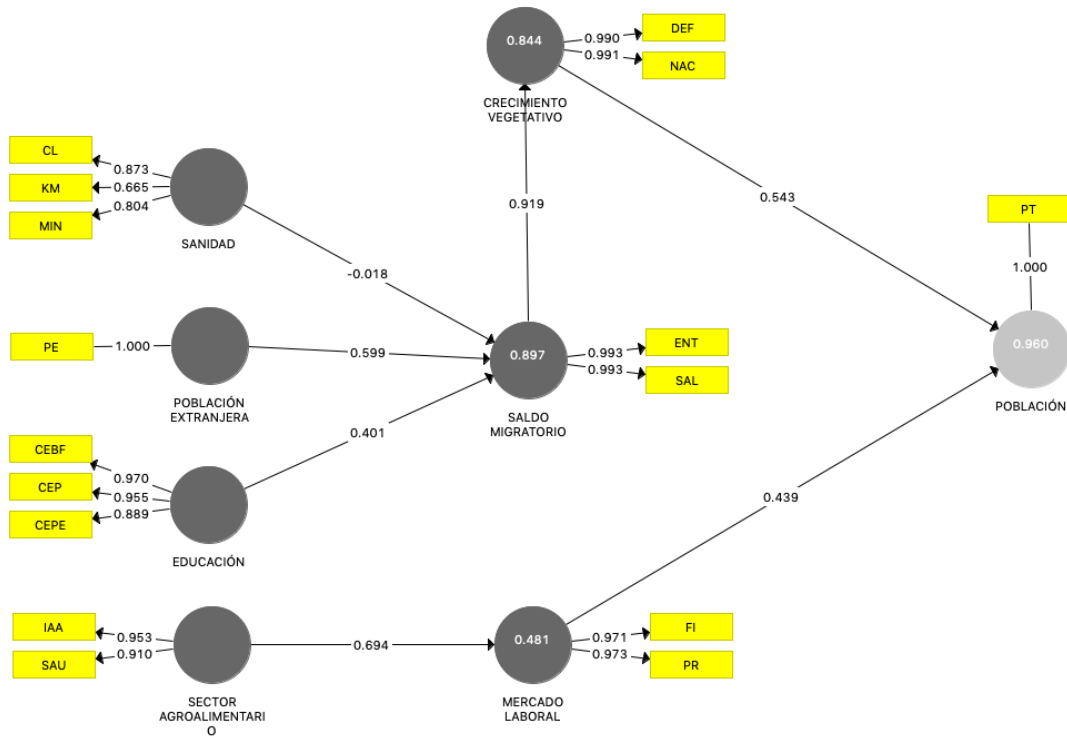 0.844
0.990
DEF
0.991
NAC
CRECIMIENTO
VEGETATIVO
CL
0.873
KM
0.665
MIN
0.804
SANIDAD
0.919
0.543
PT
1.000
-0.018
PE
1.000
0.599
POBLACIÓN
EXTRANJERA
0.897
0.993
ENT
0.993
SAL
SALDO
MIGRATORIO
0.960
POBLACIÓN
CEBF
0.970
CEP
0.955
CEPE
0.889
0.401
EDUCACIÓN
0.439
IAA
0.953
SAU
0.910
0.694
SECTOR
AGROALIMENTARI
O
0.481
0.971
FI
0.973
PR
MERCADO
LABORAL